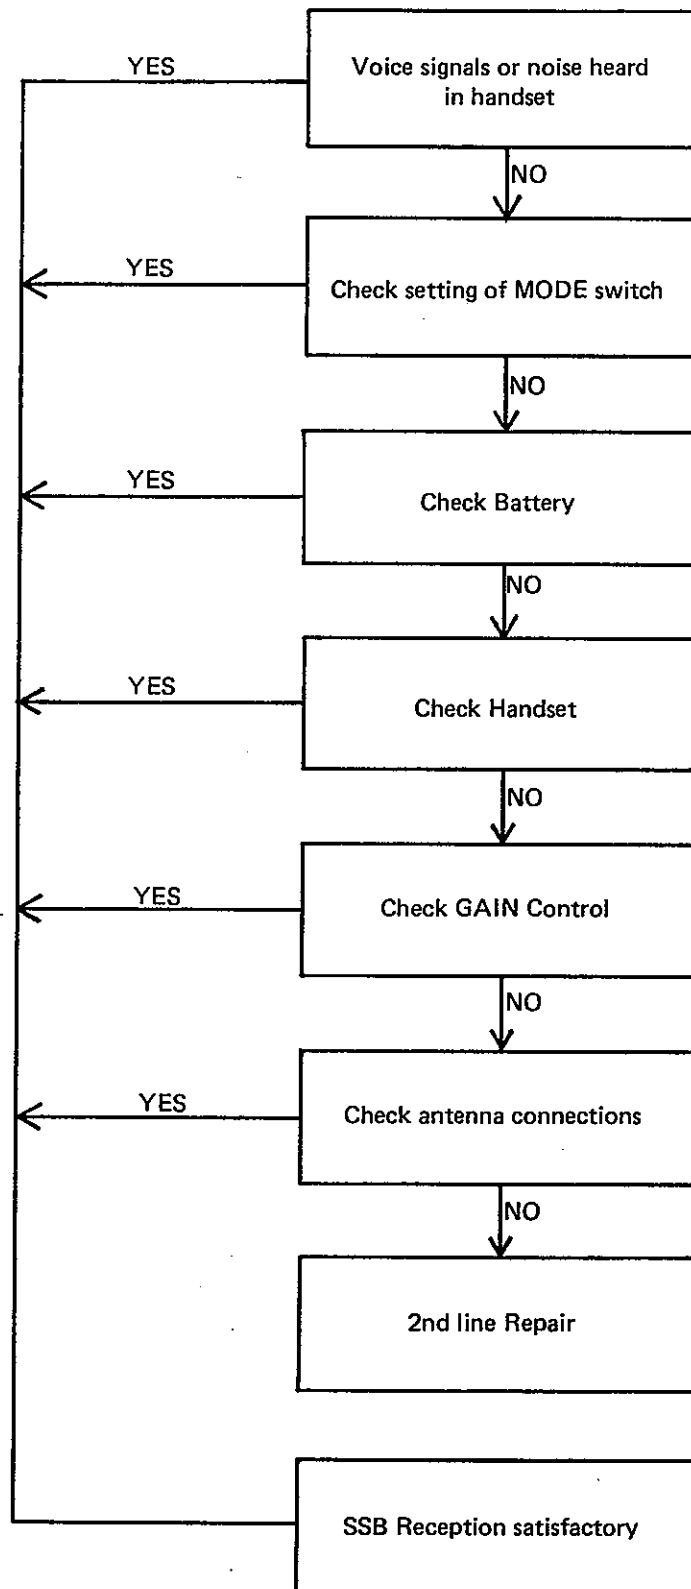 YES
Voice signals or noise heard
in handset
NO
YES
Check setting of MODE switch
NO
YES
Check Battery
NO
YES
Check Handset
NO
YES
Check GAIN Control
NO
YES
Check antenna connections
NO
2nd line Repair
SSB Reception satisfactory